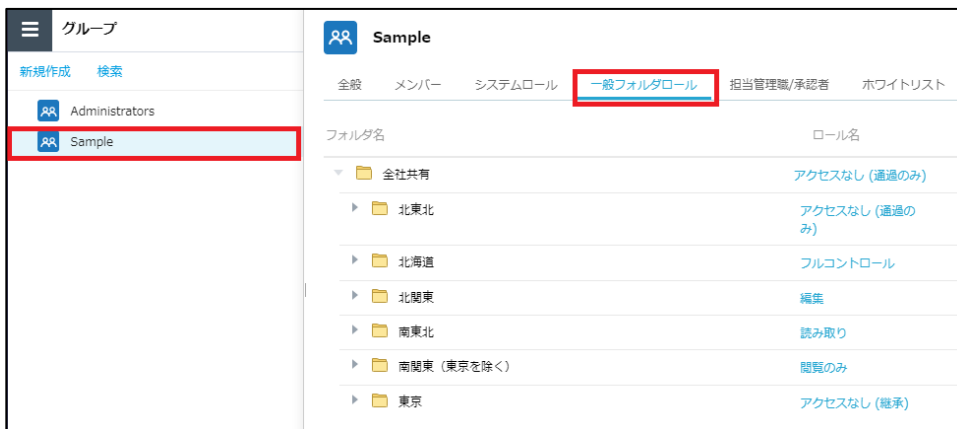 グループ
新規作成 検索
Administrators
Sample
Sample
全般 メンバー システムロール 一般フォルダロール 担当管理職/承認者 ホワイトリスト
フォルダ名 ロール名
全社共有 アクセスなし (通過のみ)
北東北 アクセスなし (通過の
み)
北海道 フルコントロール
北関東 編集
南東北 読み取り
南関東（東京を除く）閲覧のみ
東京 アクセスなし (継承)